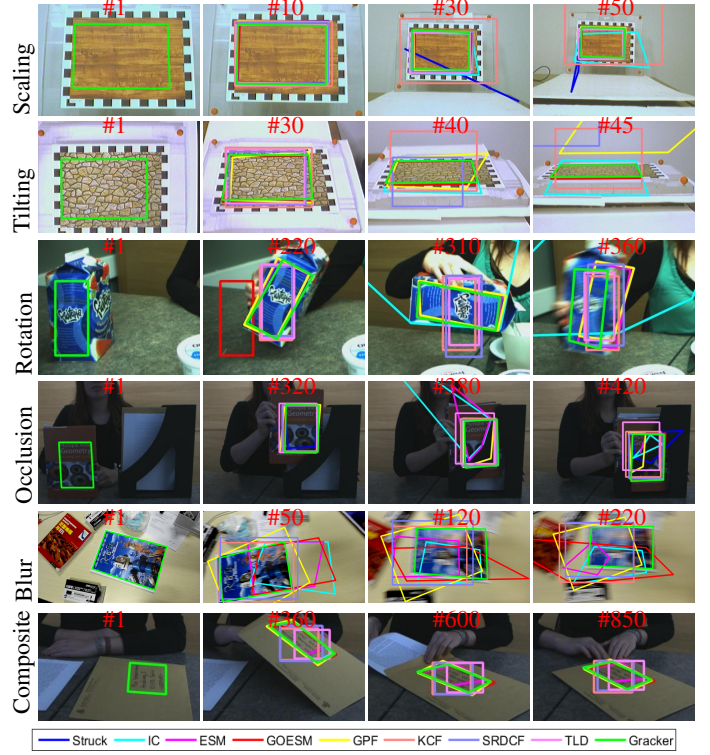 Scaling #1 #10 #30 #50
Tilting #1 #30 #40 #45
Rotation #1 #220 #310 #360
Occlusion #1 #320 #380 #420
Geometry
Blur #1 #50 #120 #220
Composite #1 #360 #600 #850
Struck IC ESM GOESM GPF KCF SRDCF TLD Gracker